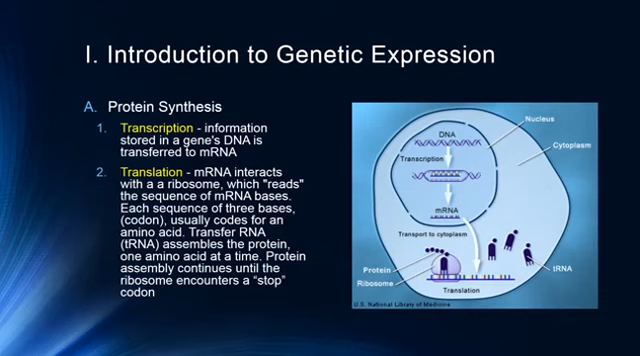 I. Introduction to Genetic Expression
A. Protein Synthesis
1. Transcription - information
stored in a gene's DNA is
transferred to mRNA
2. Translation - mRNA interacts
with a a ribosome, which "reads"
the sequence of mRNA bases.
Each sequence of three bases,
(codon), usually codes for an
amino acid. Transfer RNA
(tRNA) assembles the protein,
one amino acid at a time. Protein
assembly continues until the
ribosome encounters a “stop”
codon
Nucleus
DNA
Cytoplasm
Transcription
mRNA
Transport to cytoplasm
tRNA
Protein
Ribosome
Translation
U.S. National Library of Medicine